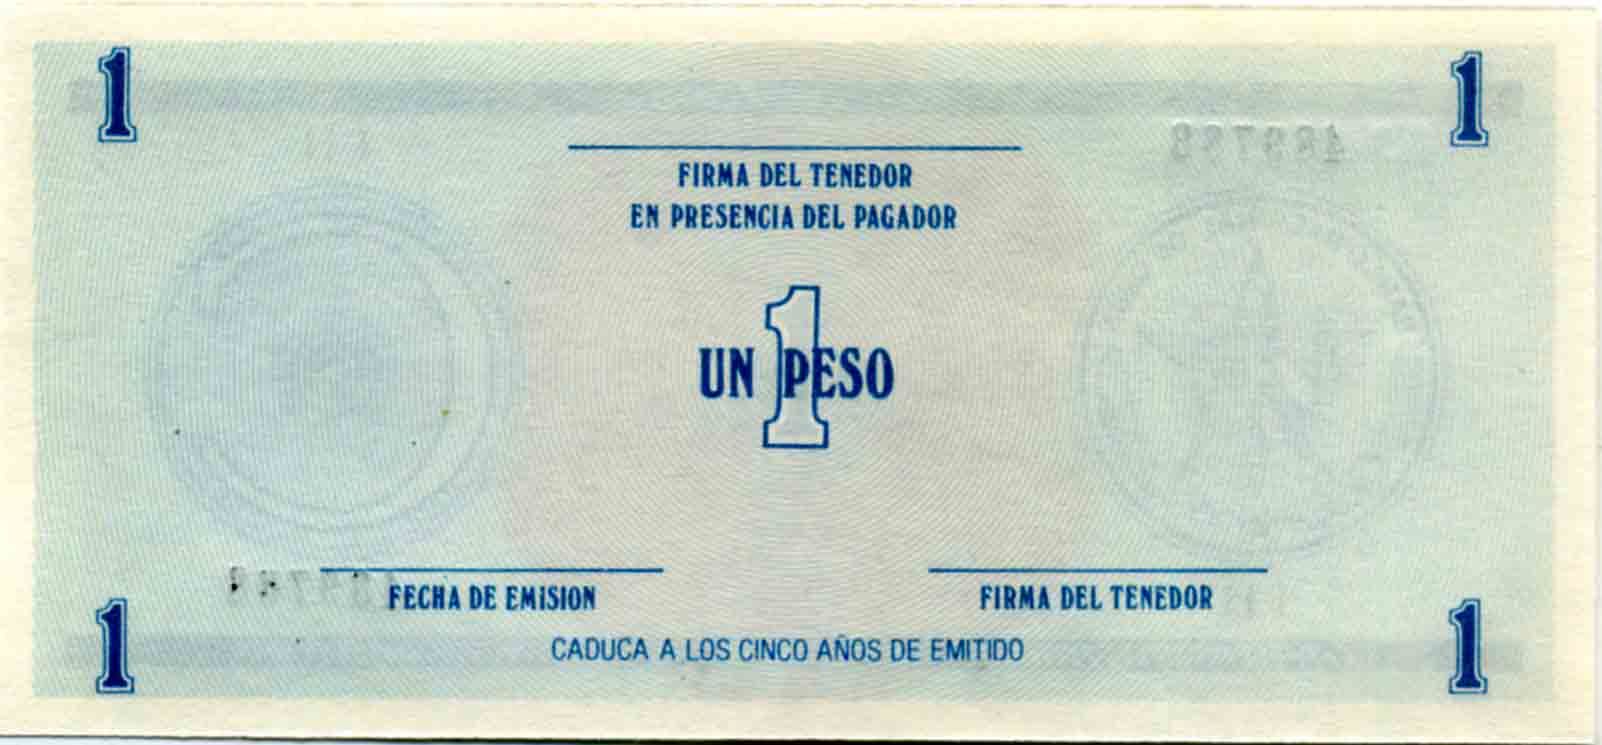 1 1
FIRMA DEL TENEDOR
EN PRESENCIA DEL PAGADOR
1
UN PESO
FECHA DE EMISION FIRMA DEL TENEDOR
1 1
CADUCA A LOS CINCO AÑOS DE EMITIDO